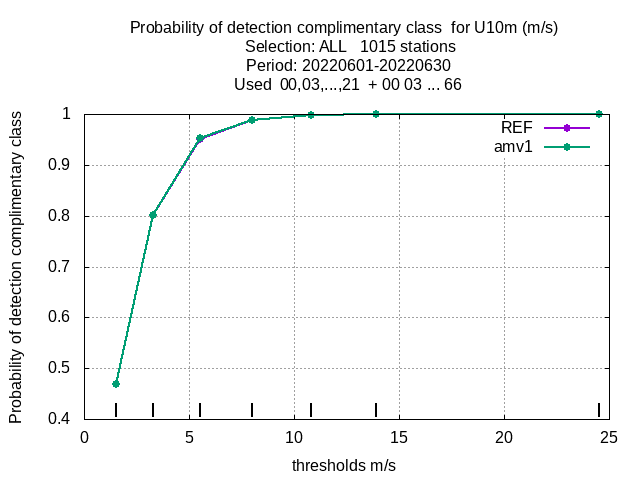 Probability of detection complimentary class  for U10m (m/s)
Selection: ALL   1015 stations
Period: 20220601-20220630
Used  00,03,...,21  + 00 03 ... 66
Probability of detection complimentary class
1
0.9
0.8
0.7
0.6
0.5
0.4
REF
amv1
0 5 10 15 20 25
thresholds m/s